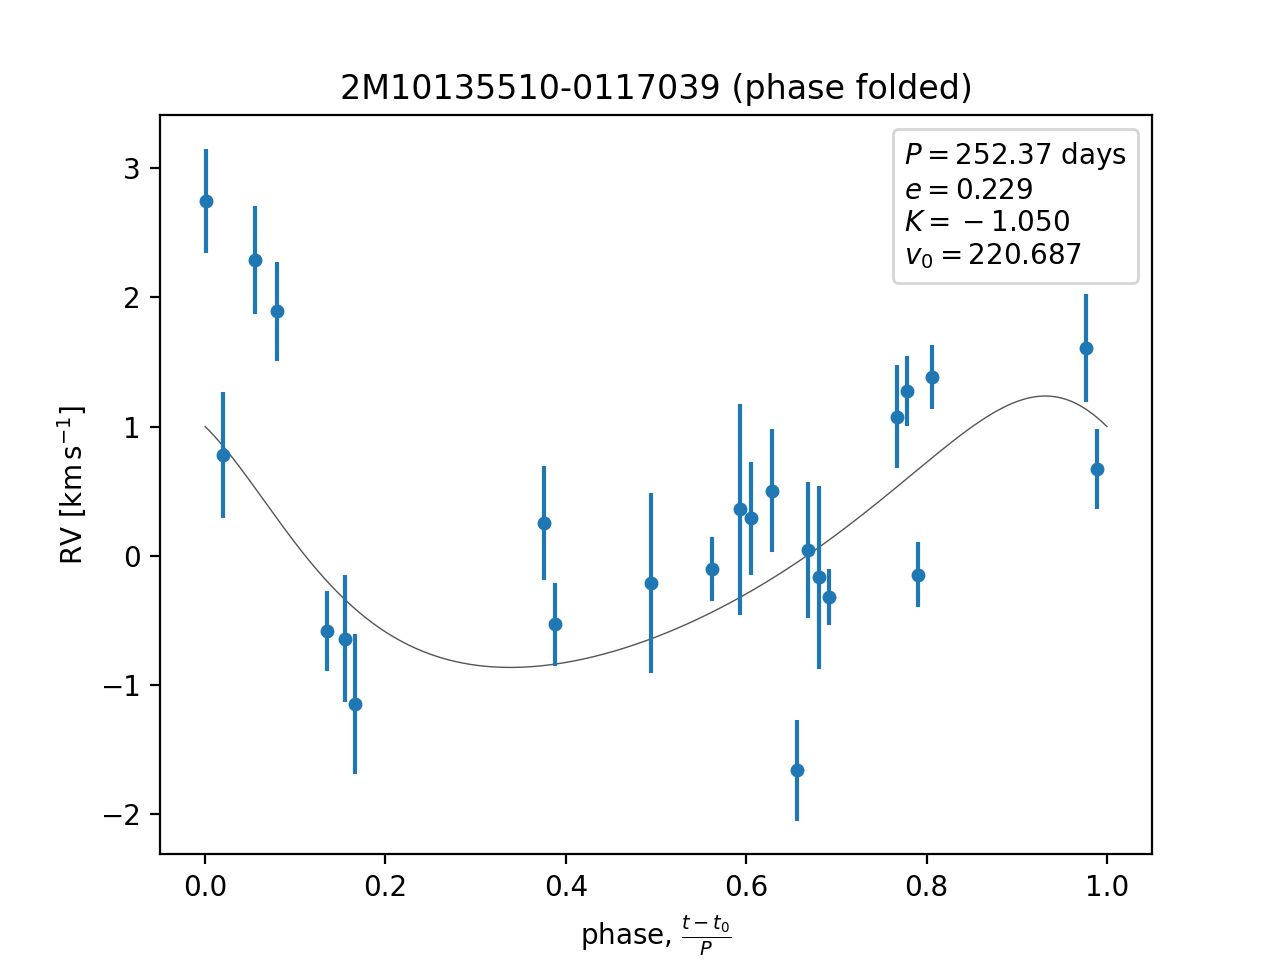 2M10135510-0117039 (phase folded)
P = 252.37 days
e = 0.229
K = −1.050
v₀ = 220.687
3
2
1
0
−1
−2
RV [km s⁻¹]
0.0 0.2 0.4 0.6 0.8 1.0
phase, (t − t₀)/P